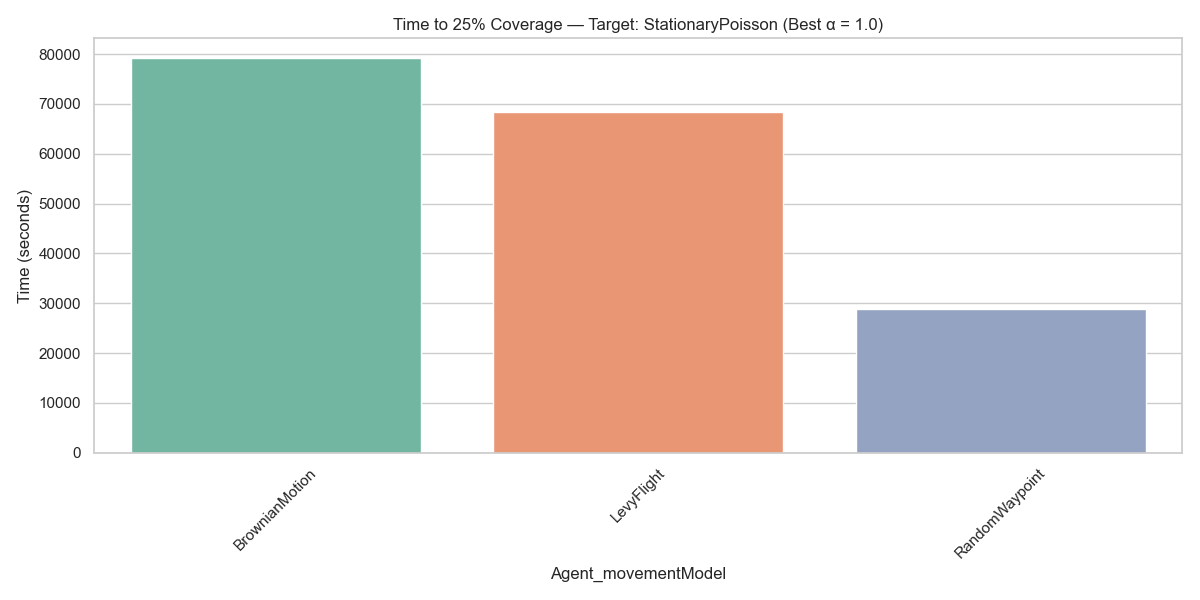 Time to 25% Coverage — Target: StationaryPoisson (Best α = 1.0)
80000
70000
60000
50000
40000
30000
20000
10000
0
Time (seconds)
BrownianMotion
LevyFlight
RandomWaypoint
Agent_movementModel